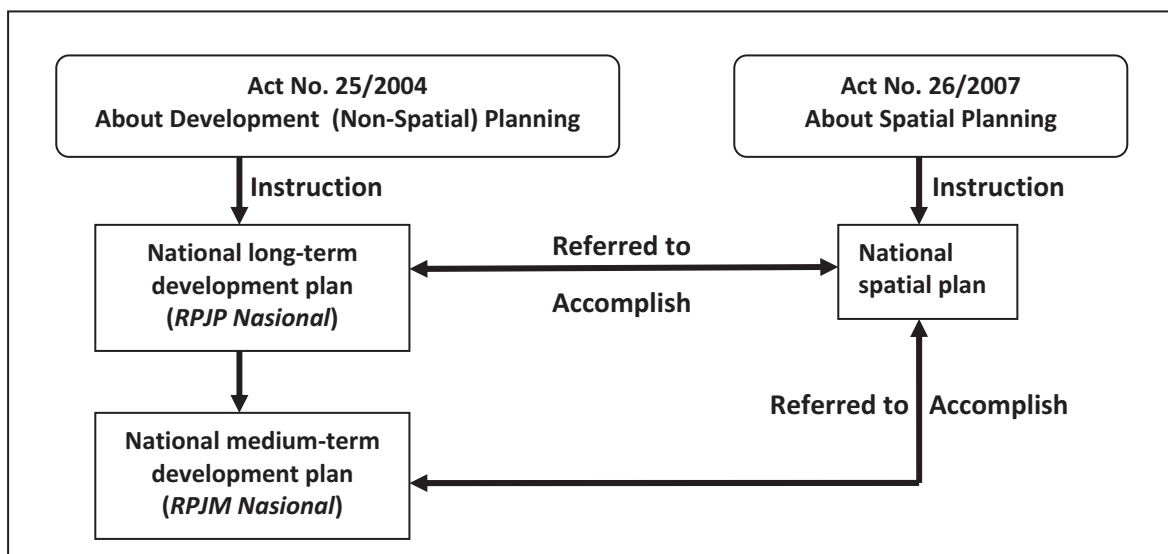 Act No. 25/2004
About Development (Non-Spatial) Planning
Act No. 26/2007
About Spatial Planning
Instruction
Instruction
National long-term
development plan
(RPJP Nasional)
Referred to
Accomplish
National
spatial plan
National medium-term
development plan
(RPJM Nasional)
Referred to
Accomplish